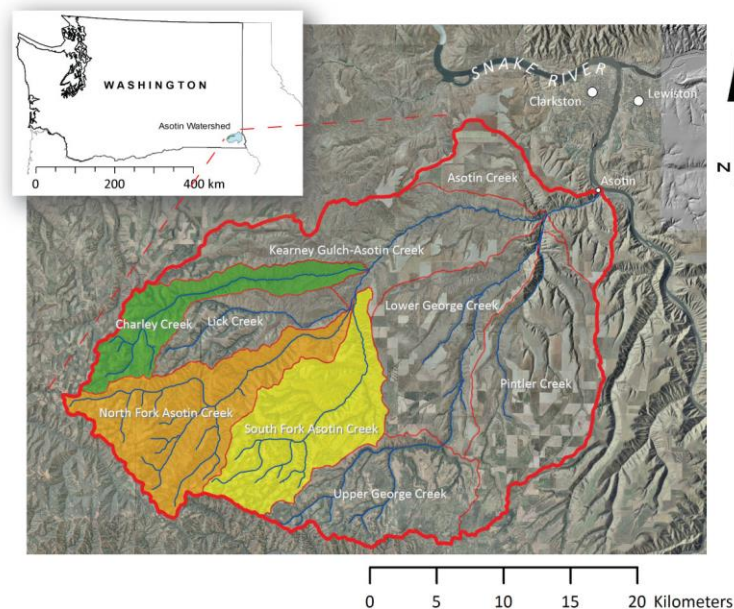 WASHINGTON
Asotin Watershed
0 200 400 km
SNAKE RIVER
Clarkston
Lewiston
N
Asotin
Asotin Creek
Kearney Gulch-Asotin Creek
Charley Creek
Lick Creek
Lower George Creek
North Fork Asotin Creek
South Fork Asotin Creek
Pintler Creek
Upper George Creek
0 5 10 15 20 Kilometers